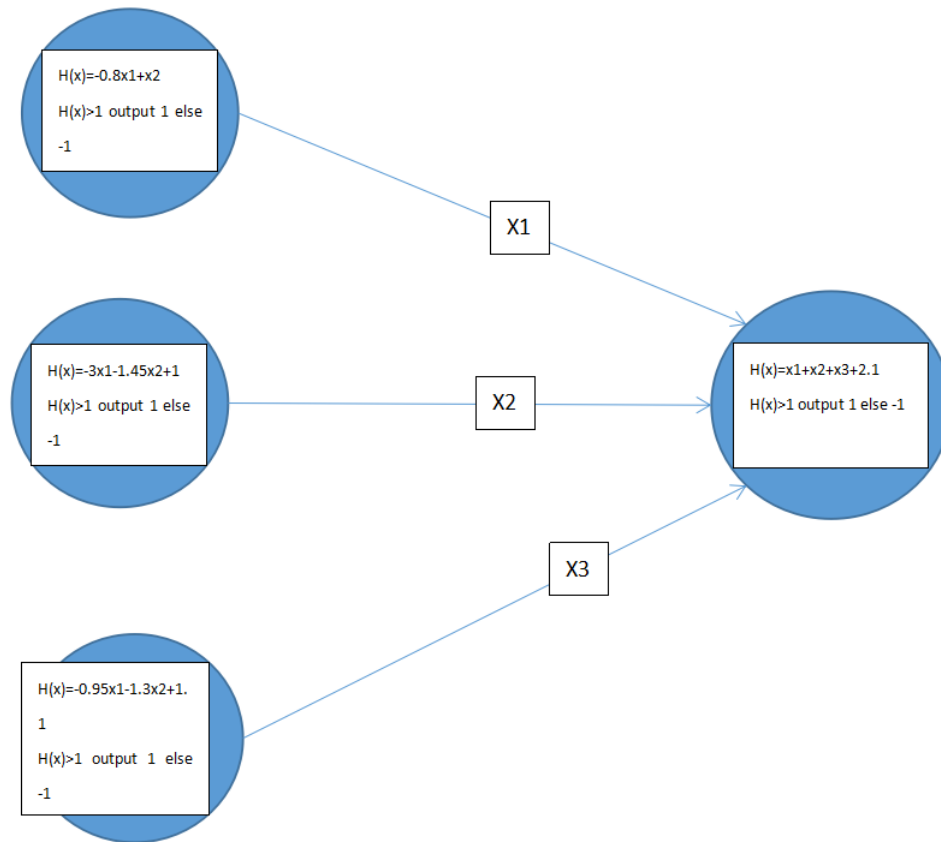 H(x)=-0.8x1+x2
H(x)>1 output 1 else
-1
X1
H(x)=-3x1-1.45x2+1
H(x)>1 output 1 else
-1
X2
H(x)=x1+x2+x3+2.1
H(x)>1 output 1 else -1
X3
H(x)=-0.95x1-1.3x2+1.
1
H(x)>1 output 1 else
-1